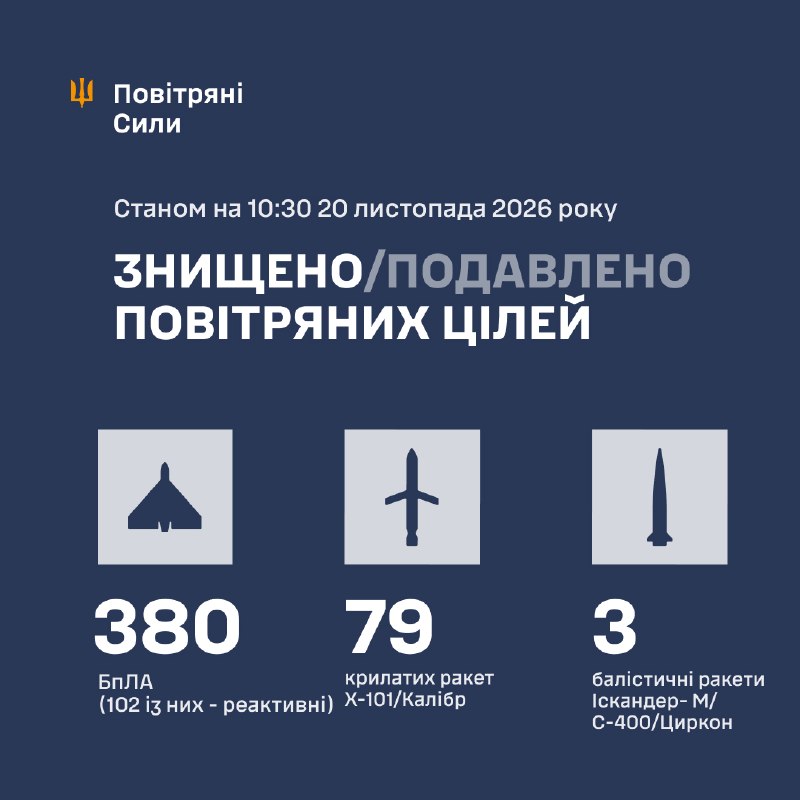 Повітряні
Сили
Станом на 10:30 20 листопада 2026 року
ЗНИЩЕНО/ПОДАВЛЕНО
ПОВІТРЯНИХ ЦІЛЕЙ
380
БпЛА
(102 із них - реактивні)
79
крилатих ракет
Х-101/Калібр
3
балістичні ракети
Іскандер- М/
С-400/Циркон